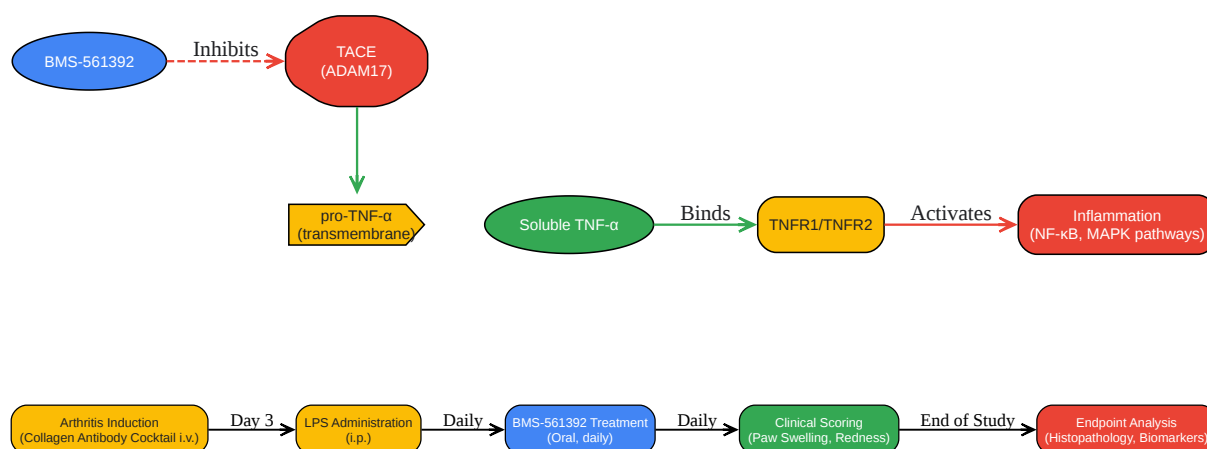 BMS-561392
Inhibits
TACE
(ADAM17)
pro-TNF-α
(transmembrane)
Soluble TNF-α
Binds
TNFR1/TNFR2
Activates
Inflammation
(NF-κB, MAPK pathways)
Arthritis Induction
(Collagen Antibody Cocktail i.v.)
Day 3
LPS Administration
(i.p.)
Daily
BMS-561392 Treatment
(Oral, daily)
Daily
Clinical Scoring
(Paw Swelling, Redness)
End of Study
Endpoint Analysis
(Histopathology, Biomarkers)